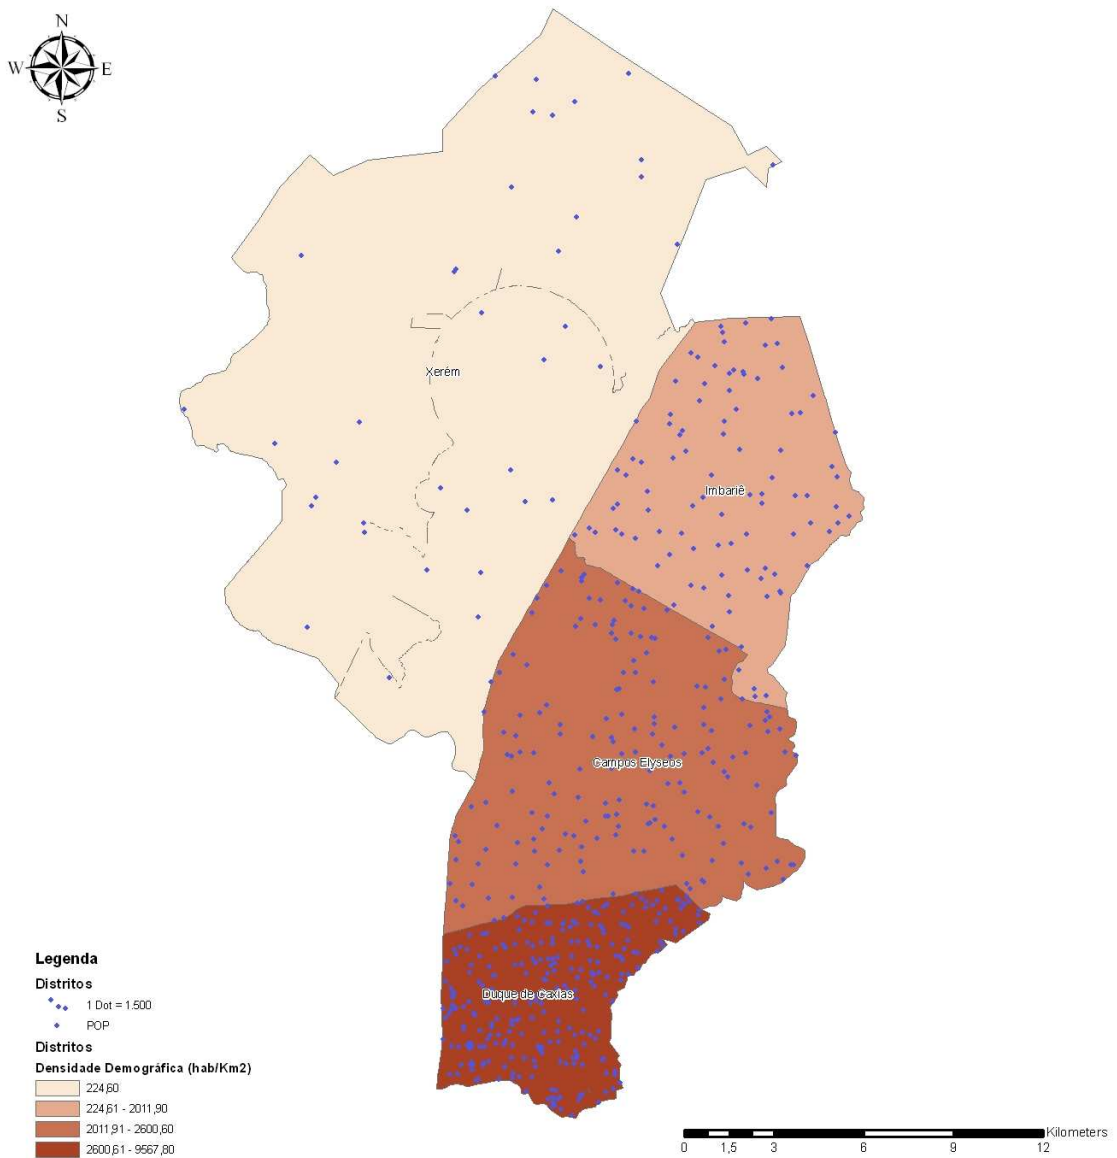 N
W E
S
Xerém
Imbariê
Campos Elyseos
Duque de Caxias
Legenda
Distritos
1 Dot = 1.500
POP
Distritos
Densidade Demográfica (hab/Km2)
224,60
224,61 - 2011,90
2011,91 - 2600,60
2600,61 - 9567,80
Kilometers
0 1,5 3 6 9 12